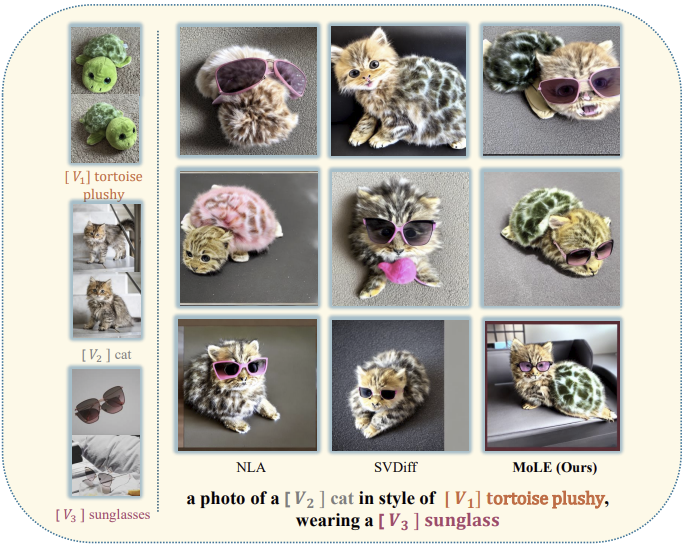 [V₁] tortoise
plushy
[V₂] cat
[V₃] sunglasses
NLA
SVDiff
MoLE (Ours)
a photo of a [V₂] cat in style of [V₁] tortoise plushy,
wearing a [V₃] sunglass